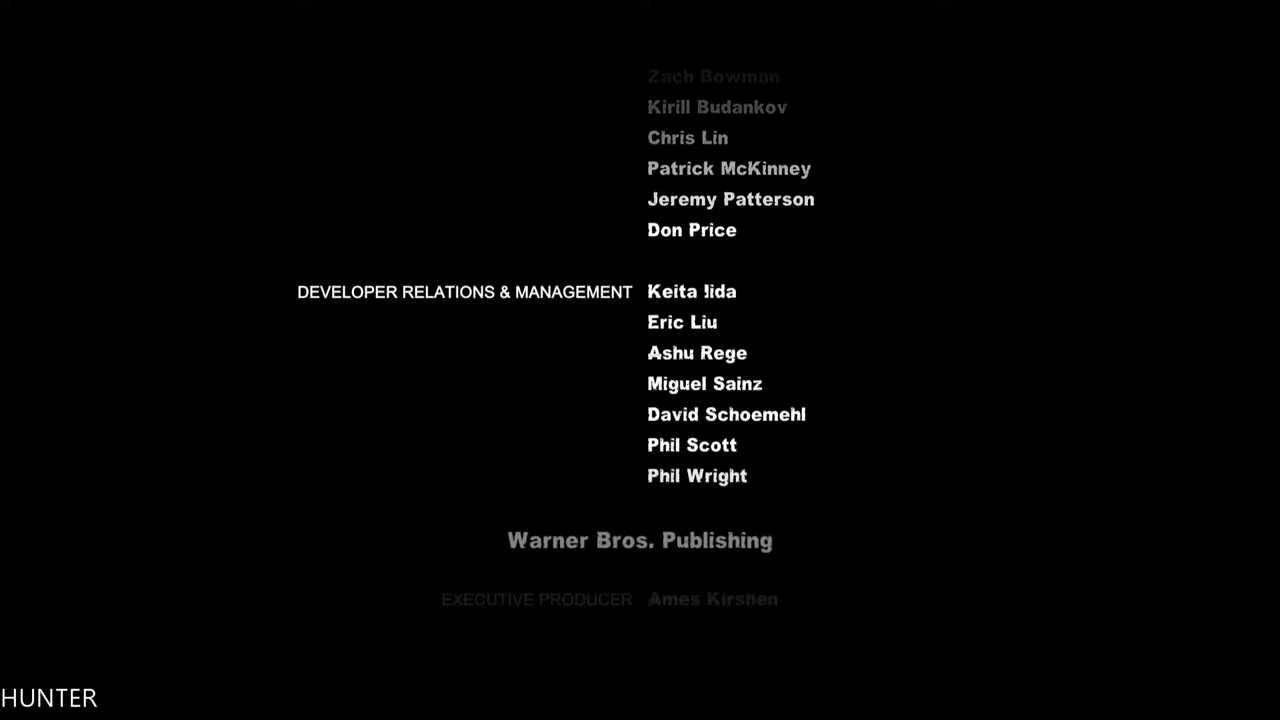 Zach Bowman
Kirill Budankov
Chris Lin
Patrick McKinney
Jeremy Patterson
Don Price
DEVELOPER RELATIONS & MANAGEMENT Keita Iida
Eric Liu
Ashu Rege
Miguel Sainz
David Schoemehl
Phil Scott
Phil Wright
Warner Bros. Publishing
EXECUTIVE PRODUCER Ames Kirshen
HUNTER